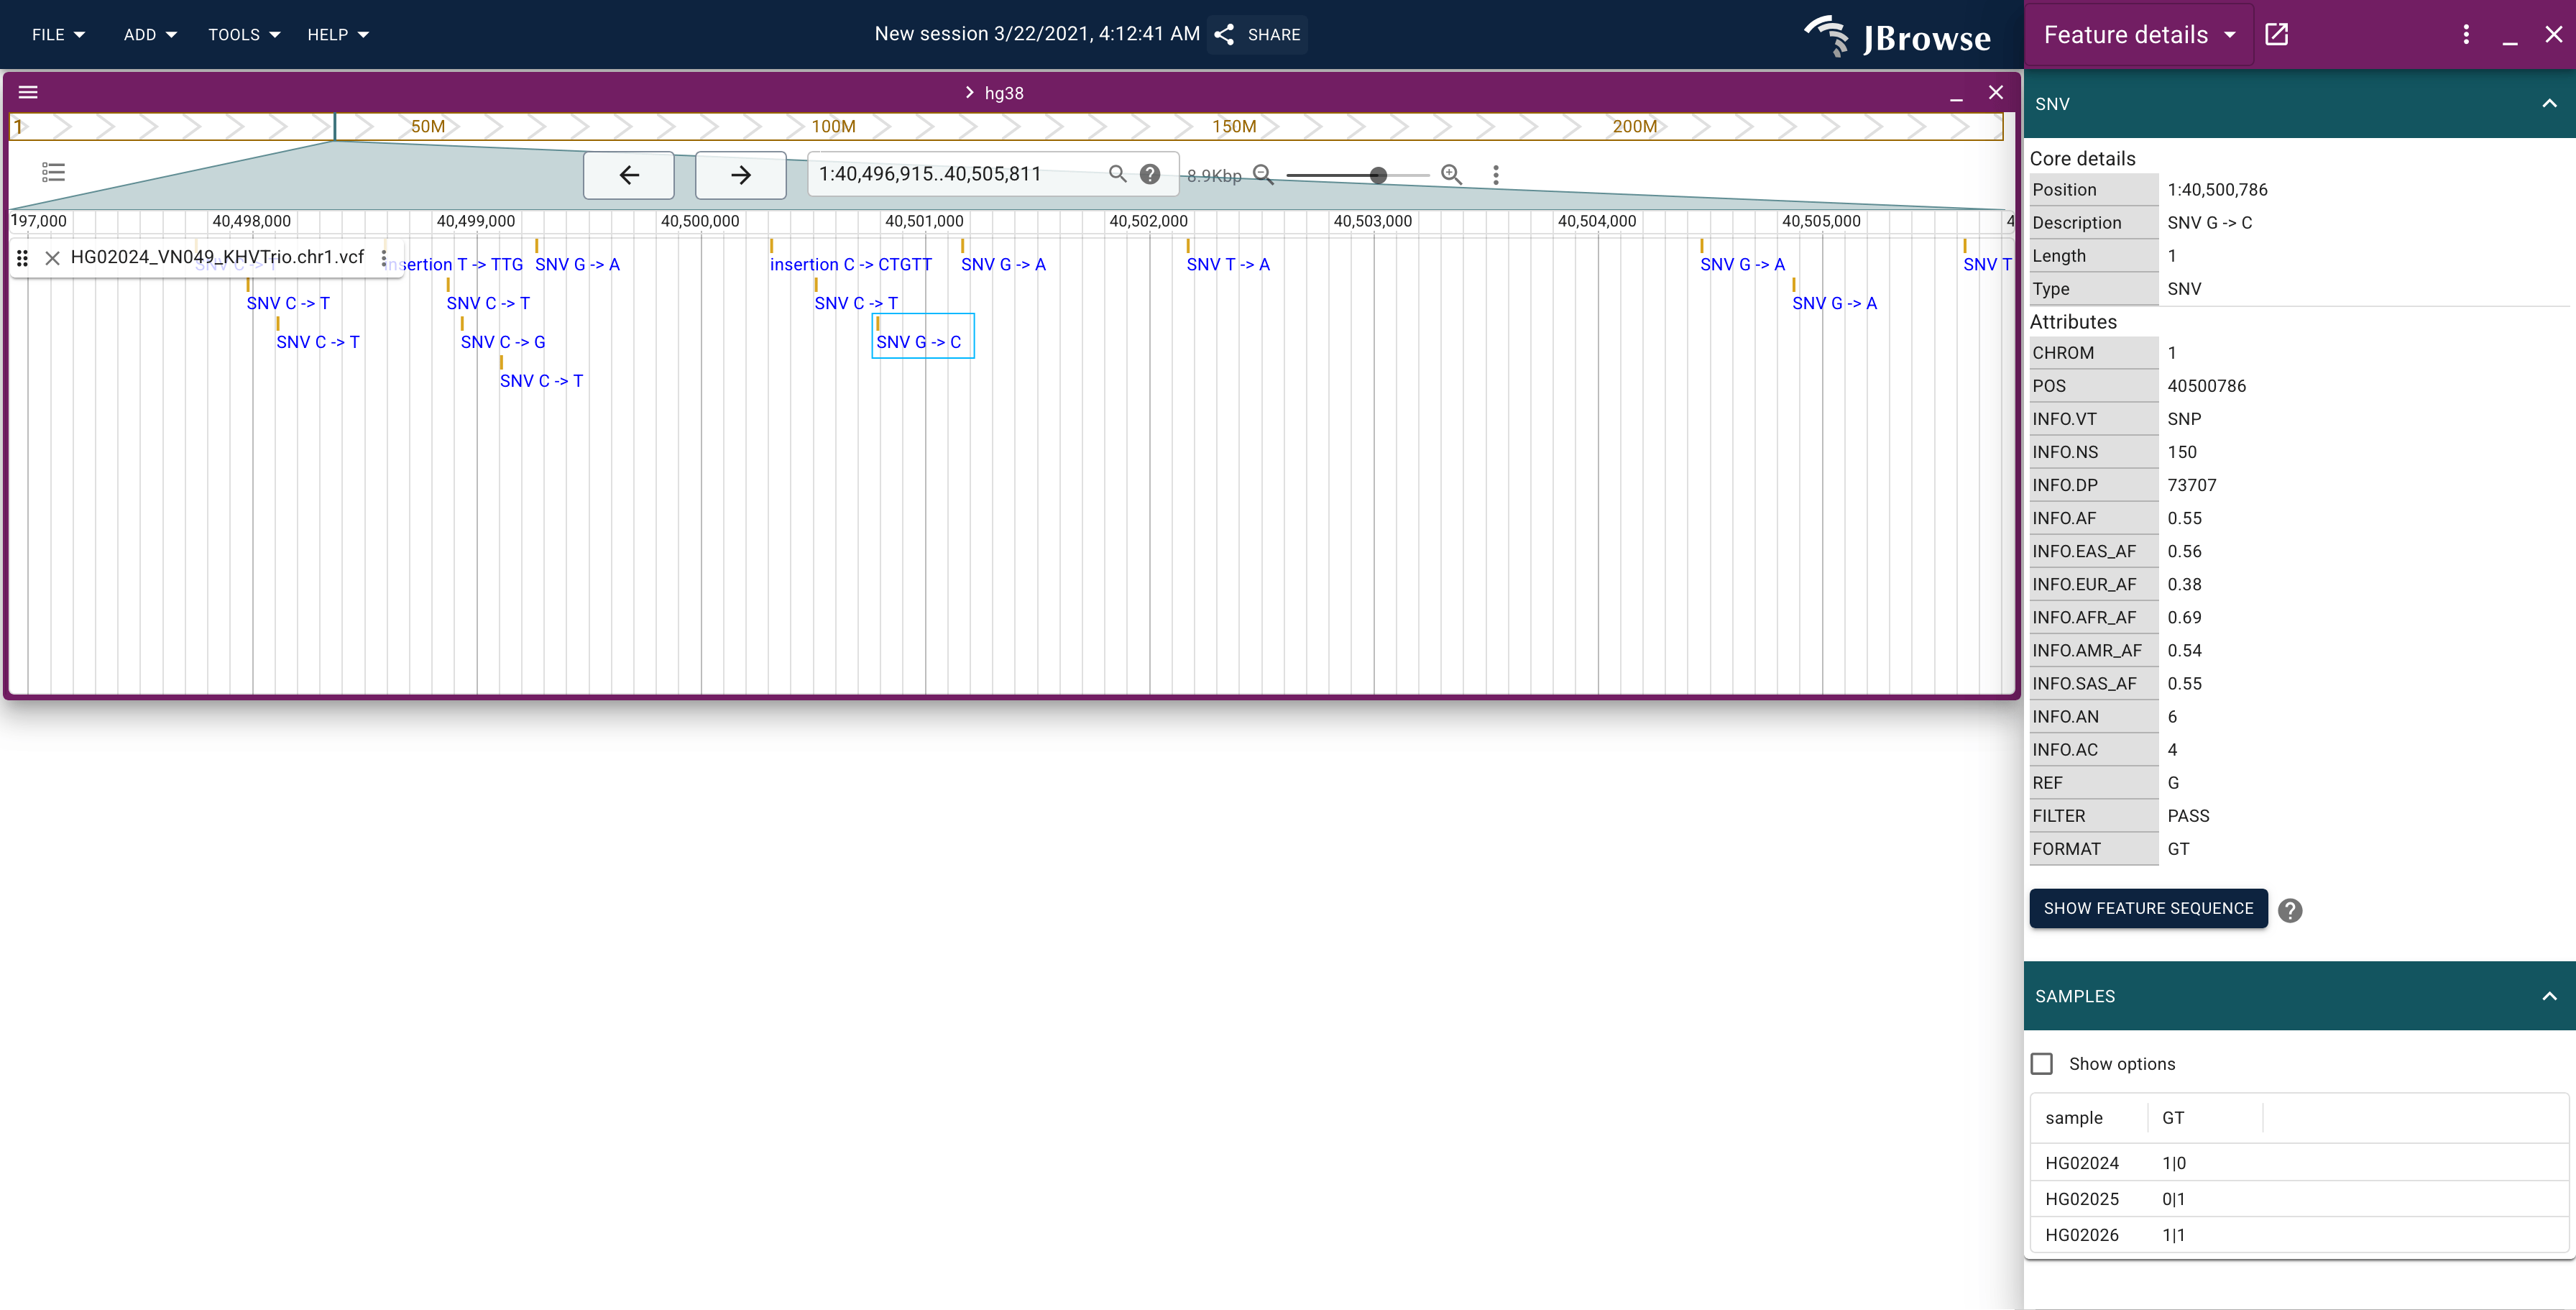 FILE ADD TOOLS HELP
New session 3/22/2021, 4:12:41 AM SHARE
JBrowse
hg38
1 50M 100M 150M 200M
1:40,496,915..40,505,811 8.9Kbp
197,000 40,498,000 40,499,000 40,500,000 40,501,000 40,502,000 40,503,000 40,504,000 40,505,000 4
HG02024_VN049_KHVTrio.chr1.vcf
SNV C -> T insertion T -> TTG SNV G -> A insertion C -> CTGTT SNV G -> A SNV T -> A SNV G -> A SNV T
SNV C -> T SNV C -> T SNV C -> T SNV G -> A
SNV C -> T SNV C -> G SNV G -> C
SNV C -> T
Feature details
SNV
Core details
Position 1:40,500,786
Description SNV G -> C
Length 1
Type SNV
Attributes
CHROM 1
POS 40500786
INFO.VT SNP
INFO.NS 150
INFO.DP 73707
INFO.AF 0.55
INFO.EAS_AF 0.56
INFO.EUR_AF 0.38
INFO.AFR_AF 0.69
INFO.AMR_AF 0.54
INFO.SAS_AF 0.55
INFO.AN 6
INFO.AC 4
REF G
FILTER PASS
FORMAT GT
SHOW FEATURE SEQUENCE ?
SAMPLES
Show options
sample GT
HG02024 1|0
HG02025 0|1
HG02026 1|1